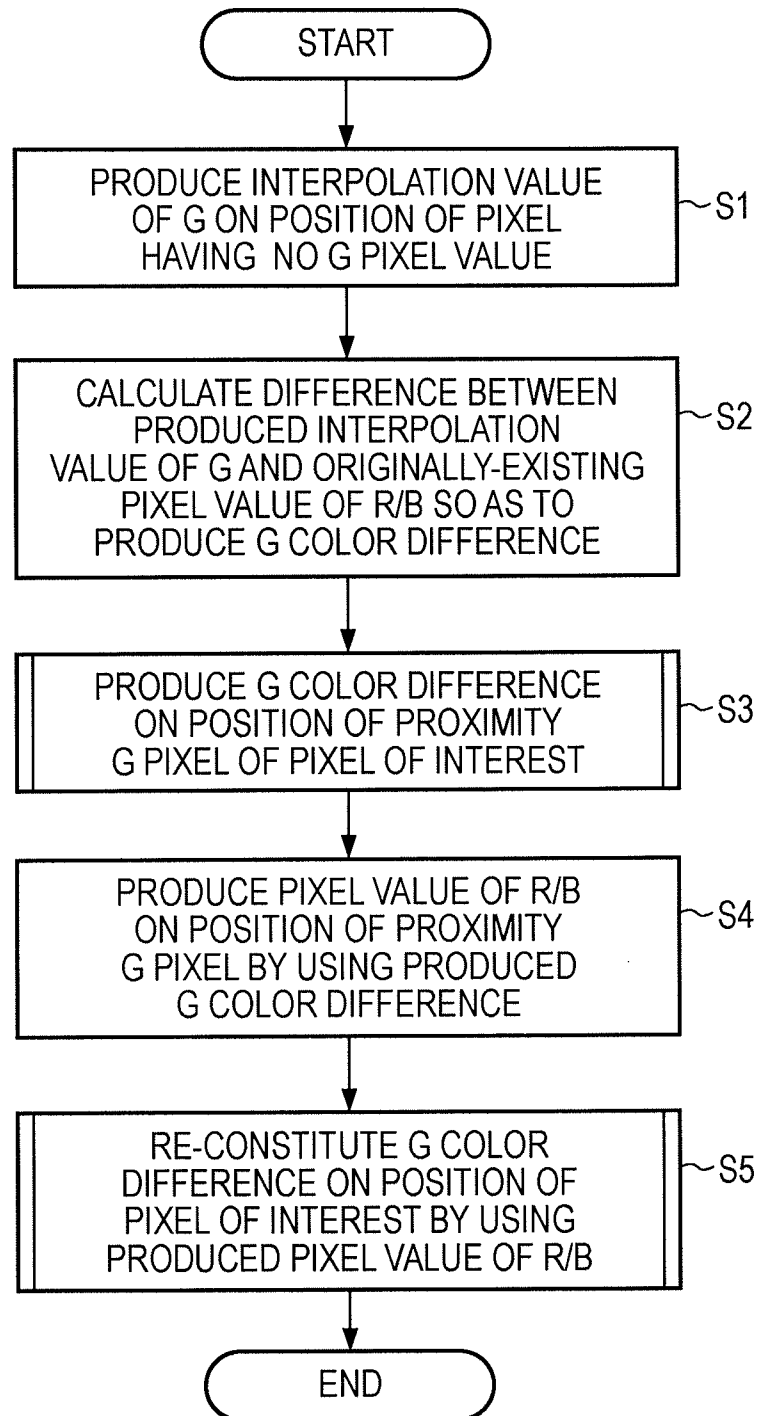 START
PRODUCE INTERPOLATION VALUE
OF G ON POSITION OF PIXEL
HAVING NO G PIXEL VALUE
S1
CALCULATE DIFFERENCE BETWEEN
PRODUCED INTERPOLATION
VALUE OF G AND ORIGINALLY-EXISTING
PIXEL VALUE OF R/B SO AS TO
PRODUCE G COLOR DIFFERENCE
S2
PRODUCE G COLOR DIFFERENCE
ON POSITION OF PROXIMITY
G PIXEL OF PIXEL OF INTEREST
S3
PRODUCE PIXEL VALUE OF R/B
ON POSITION OF PROXIMITY
G PIXEL BY USING PRODUCED
G COLOR DIFFERENCE
S4
RE-CONSTITUTE G COLOR
DIFFERENCE ON POSITION OF
PIXEL OF INTEREST BY USING
PRODUCED PIXEL VALUE OF R/B
S5
END